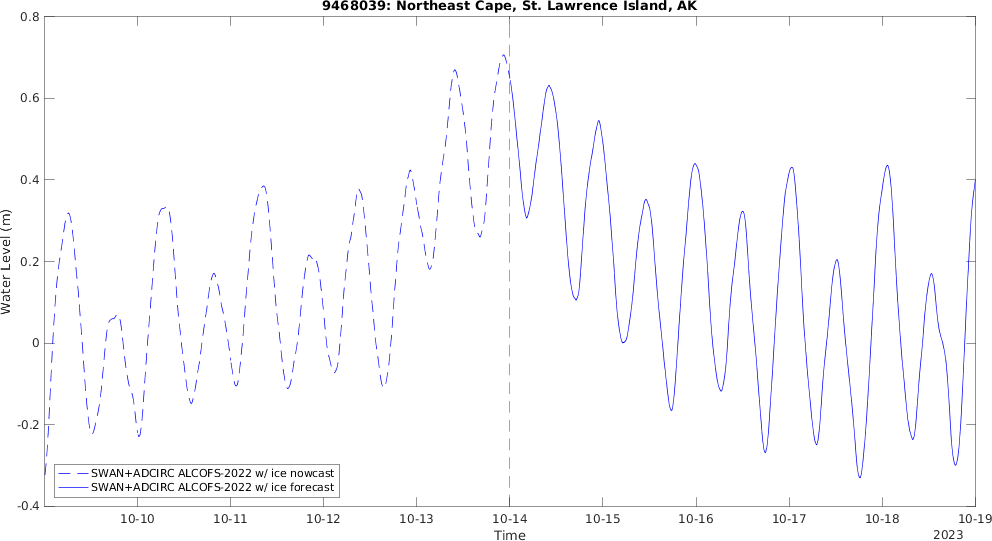 9468039: Northeast Cape, St. Lawrence Island, AK
0.8
0.6
0.4
0.2
0
-0.2
-0.4
Water Level (m)
SWAN+ADCIRC ALCOFS-2022 w/ ice nowcast
SWAN+ADCIRC ALCOFS-2022 w/ ice forecast
10-10 10-11 10-12 10-13 10-14 10-15 10-16 10-17 10-18 10-19
Time
2023